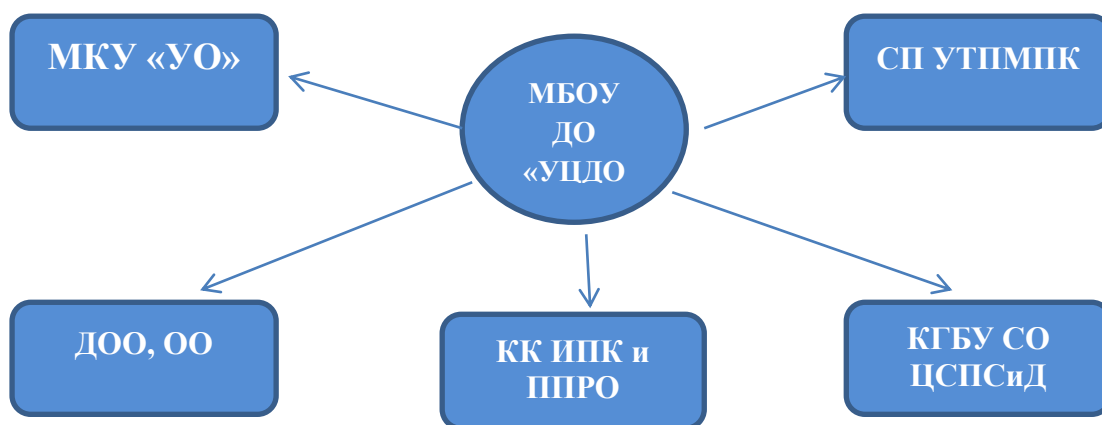 МКУ «УО»
МБОУ
ДО
«УЦДО
СП УТПМПК
ДОО, ОО
КК ИПК и
ППРО
КГБУ СО
ЦСПСиД